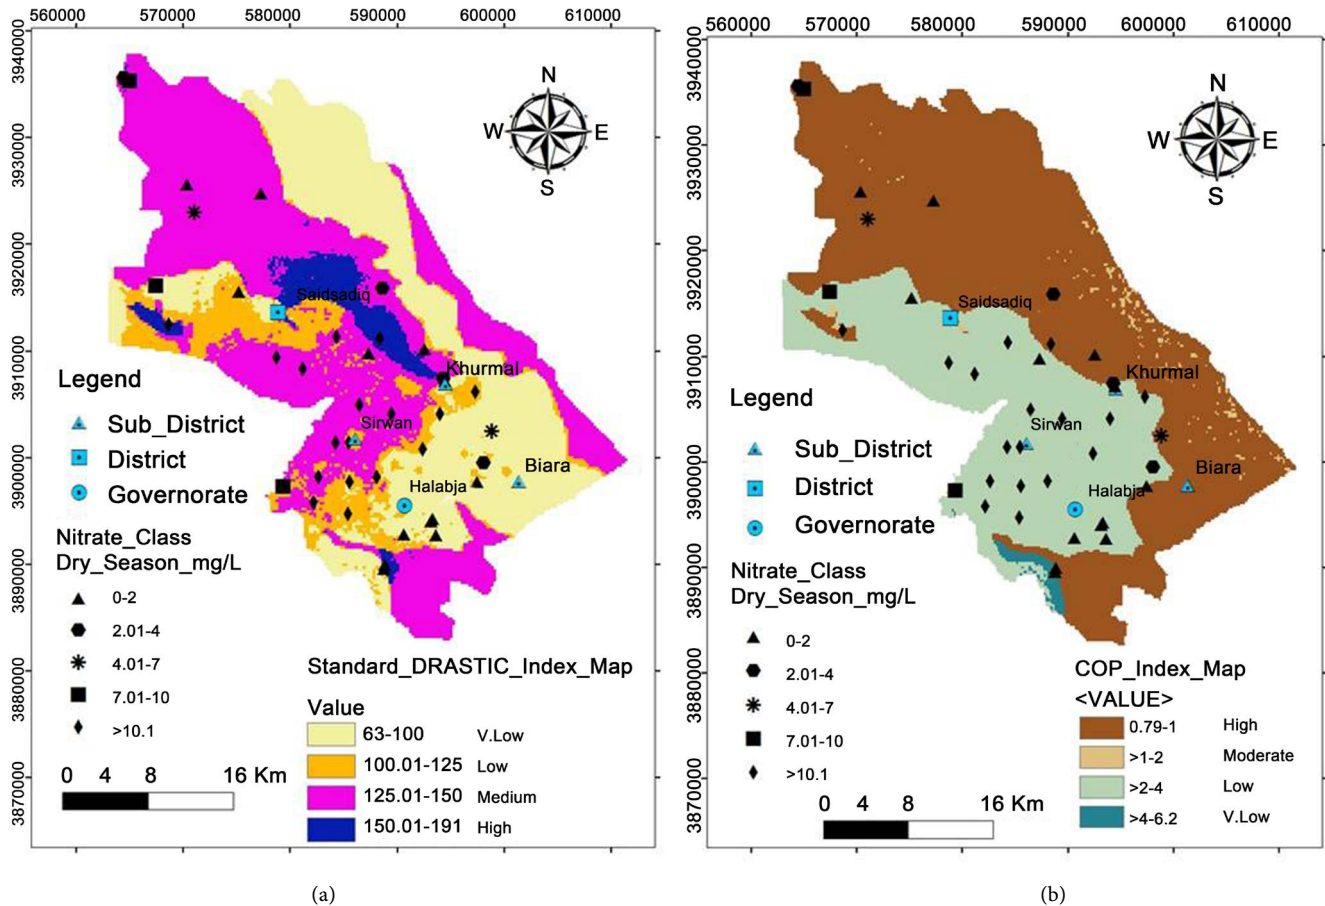 560000 570000 580000 590000 600000 610000
3940000
3930000
3920000
3910000
3900000
3890000
3880000
3870000
N
W E
S
Saidsadiq
Khurmal
Sirwan
Biara
Halabja
Legend
Sub_District
District
Governorate
Nitrate_Class
Dry_Season_mg/L
0-2
2.01-4
4.01-7
7.01-10
>10.1
0 4 8 16 Km
Standard_DRASTIC_Index_Map
Value
63-100 V.Low
100.01-125 Low
125.01-150 Medium
150.01-191 High
(a)
560000 570000 580000 590000 600000 610000
3940000
3930000
3920000
3910000
3900000
3890000
3880000
3870000
N
W E
S
Saidsadiq
Khurmal
Sirwan
Biara
Halabja
Legend
Sub_District
District
Governorate
Nitrate_Class
Dry_Season_mg/L
0-2
2.01-4
4.01-7
7.01-10
>10.1
0 4 8 16 Km
COP_Index_Map
<VALUE>
0.79-1 High
>1-2 Moderate
>2-4 Low
>4-6.2 V.Low
(b)